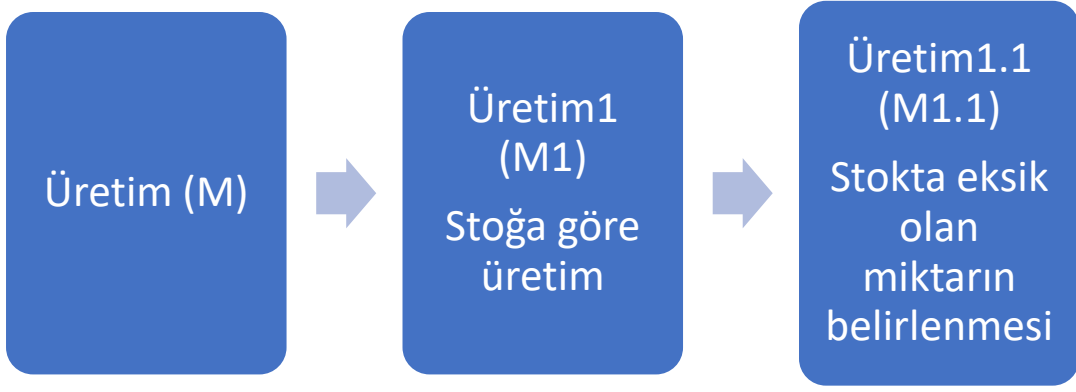 Üretim (M)
Üretim1
(M1)
Stoğa göre
üretim
Üretim1.1
(M1.1)
Stokta eksik
olan
miktarın
belirlenmesi